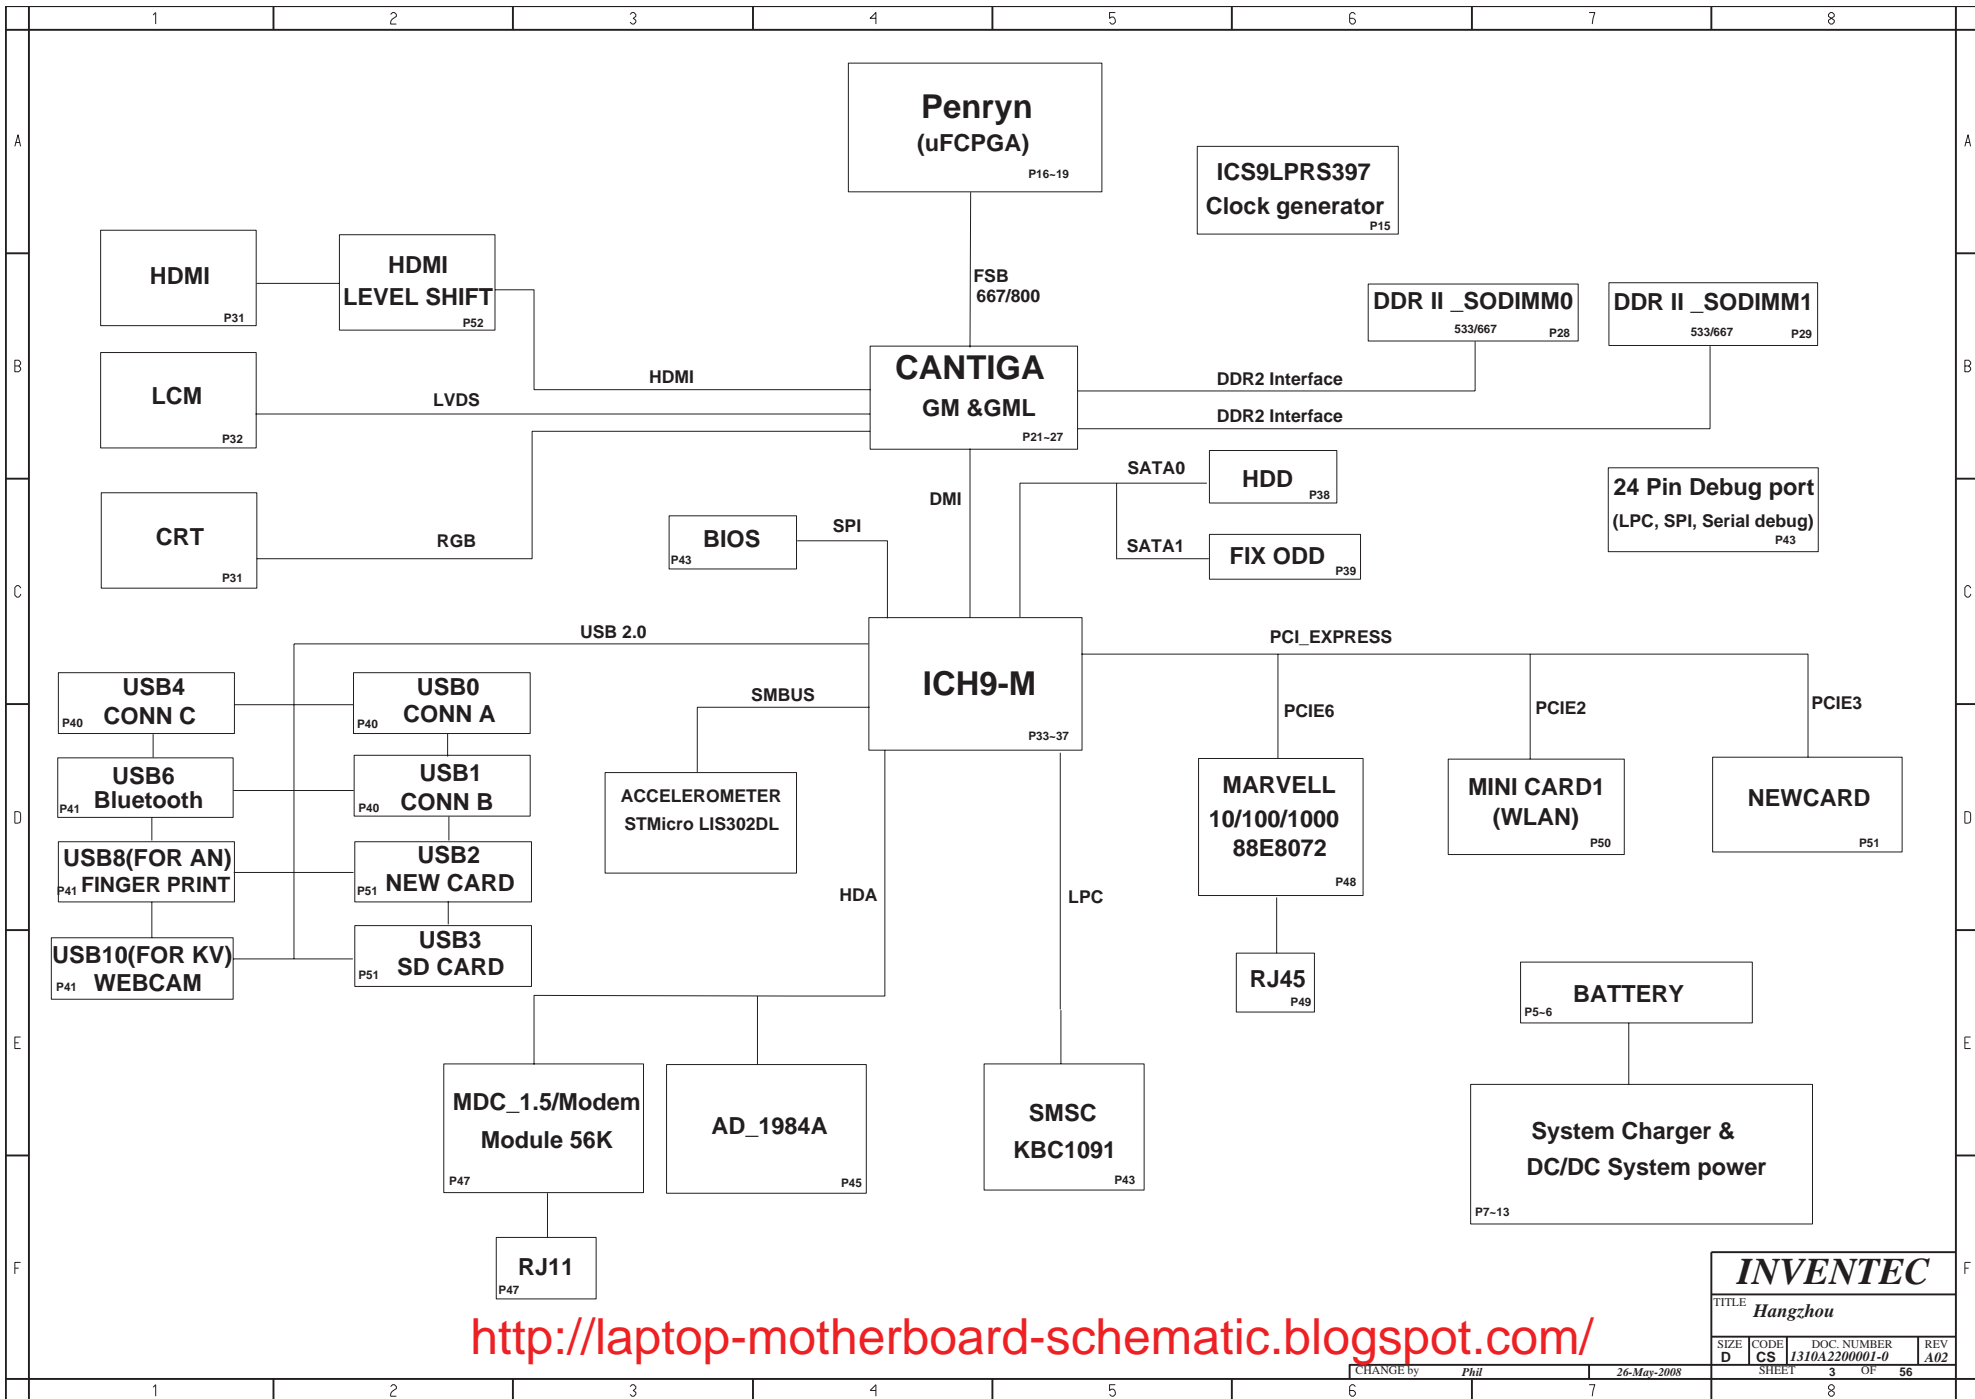 1 2 3 4 5 6 7 8
A A
B B
C C
D D
E E
F F
Penryn
(uFCPGA)
P16~19
ICS9LPRS397
Clock generator
P15
HDMI
P31
HDMI
LEVEL SHIFT
P52
FSB
667/800
DDR II _SODIMM0
533/667 P28
DDR II _SODIMM1
533/667 P29
CANTIGA
GM &GML
P21~27
HDMI
LVDS
RGB
DDR2 Interface
DDR2 Interface
LCM
P32
CRT
P31
DMI
SATA0
HDD
P38
SATA1
FIX ODD
P39
24 Pin Debug port
(LPC, SPI, Serial debug)
P43
BIOS
P43
SPI
USB 2.0
ICH9-M
P33~37
PCI_EXPRESS
SMBUS
PCIE6
PCIE2
PCIE3
USB4
CONN C
P40
USB0
CONN A
P40
USB6
Bluetooth
P41
USB1
CONN B
P40
USB8(FOR AN)
FINGER PRINT
P41
USB2
NEW CARD
P51
USB10(FOR KV)
WEBCAM
P41
USB3
SD CARD
P51
ACCELEROMETER
STMicro LIS302DL
HDA
LPC
MARVELL
10/100/1000
88E8072
P48
MINI CARD1
(WLAN)
P50
NEWCARD
P51
RJ45
P49
BATTERY
P5~6
MDC_1.5/Modem
Module 56K
P47
AD_1984A
P45
SMSC
KBC1091
P43
System Charger &
DC/DC System power
P7~13
RJ11
P47
http://laptop-motherboard-schematic.blogspot.com/
INVENTEC
TITLE Hangzhou
SIZE CODE DOC. NUMBER REV
D CS 1310A2200001-0 A02
CHANGE by Phil 26-May-2008 SHEET 3 OF 56
1 2 3 4 5 6 7 8